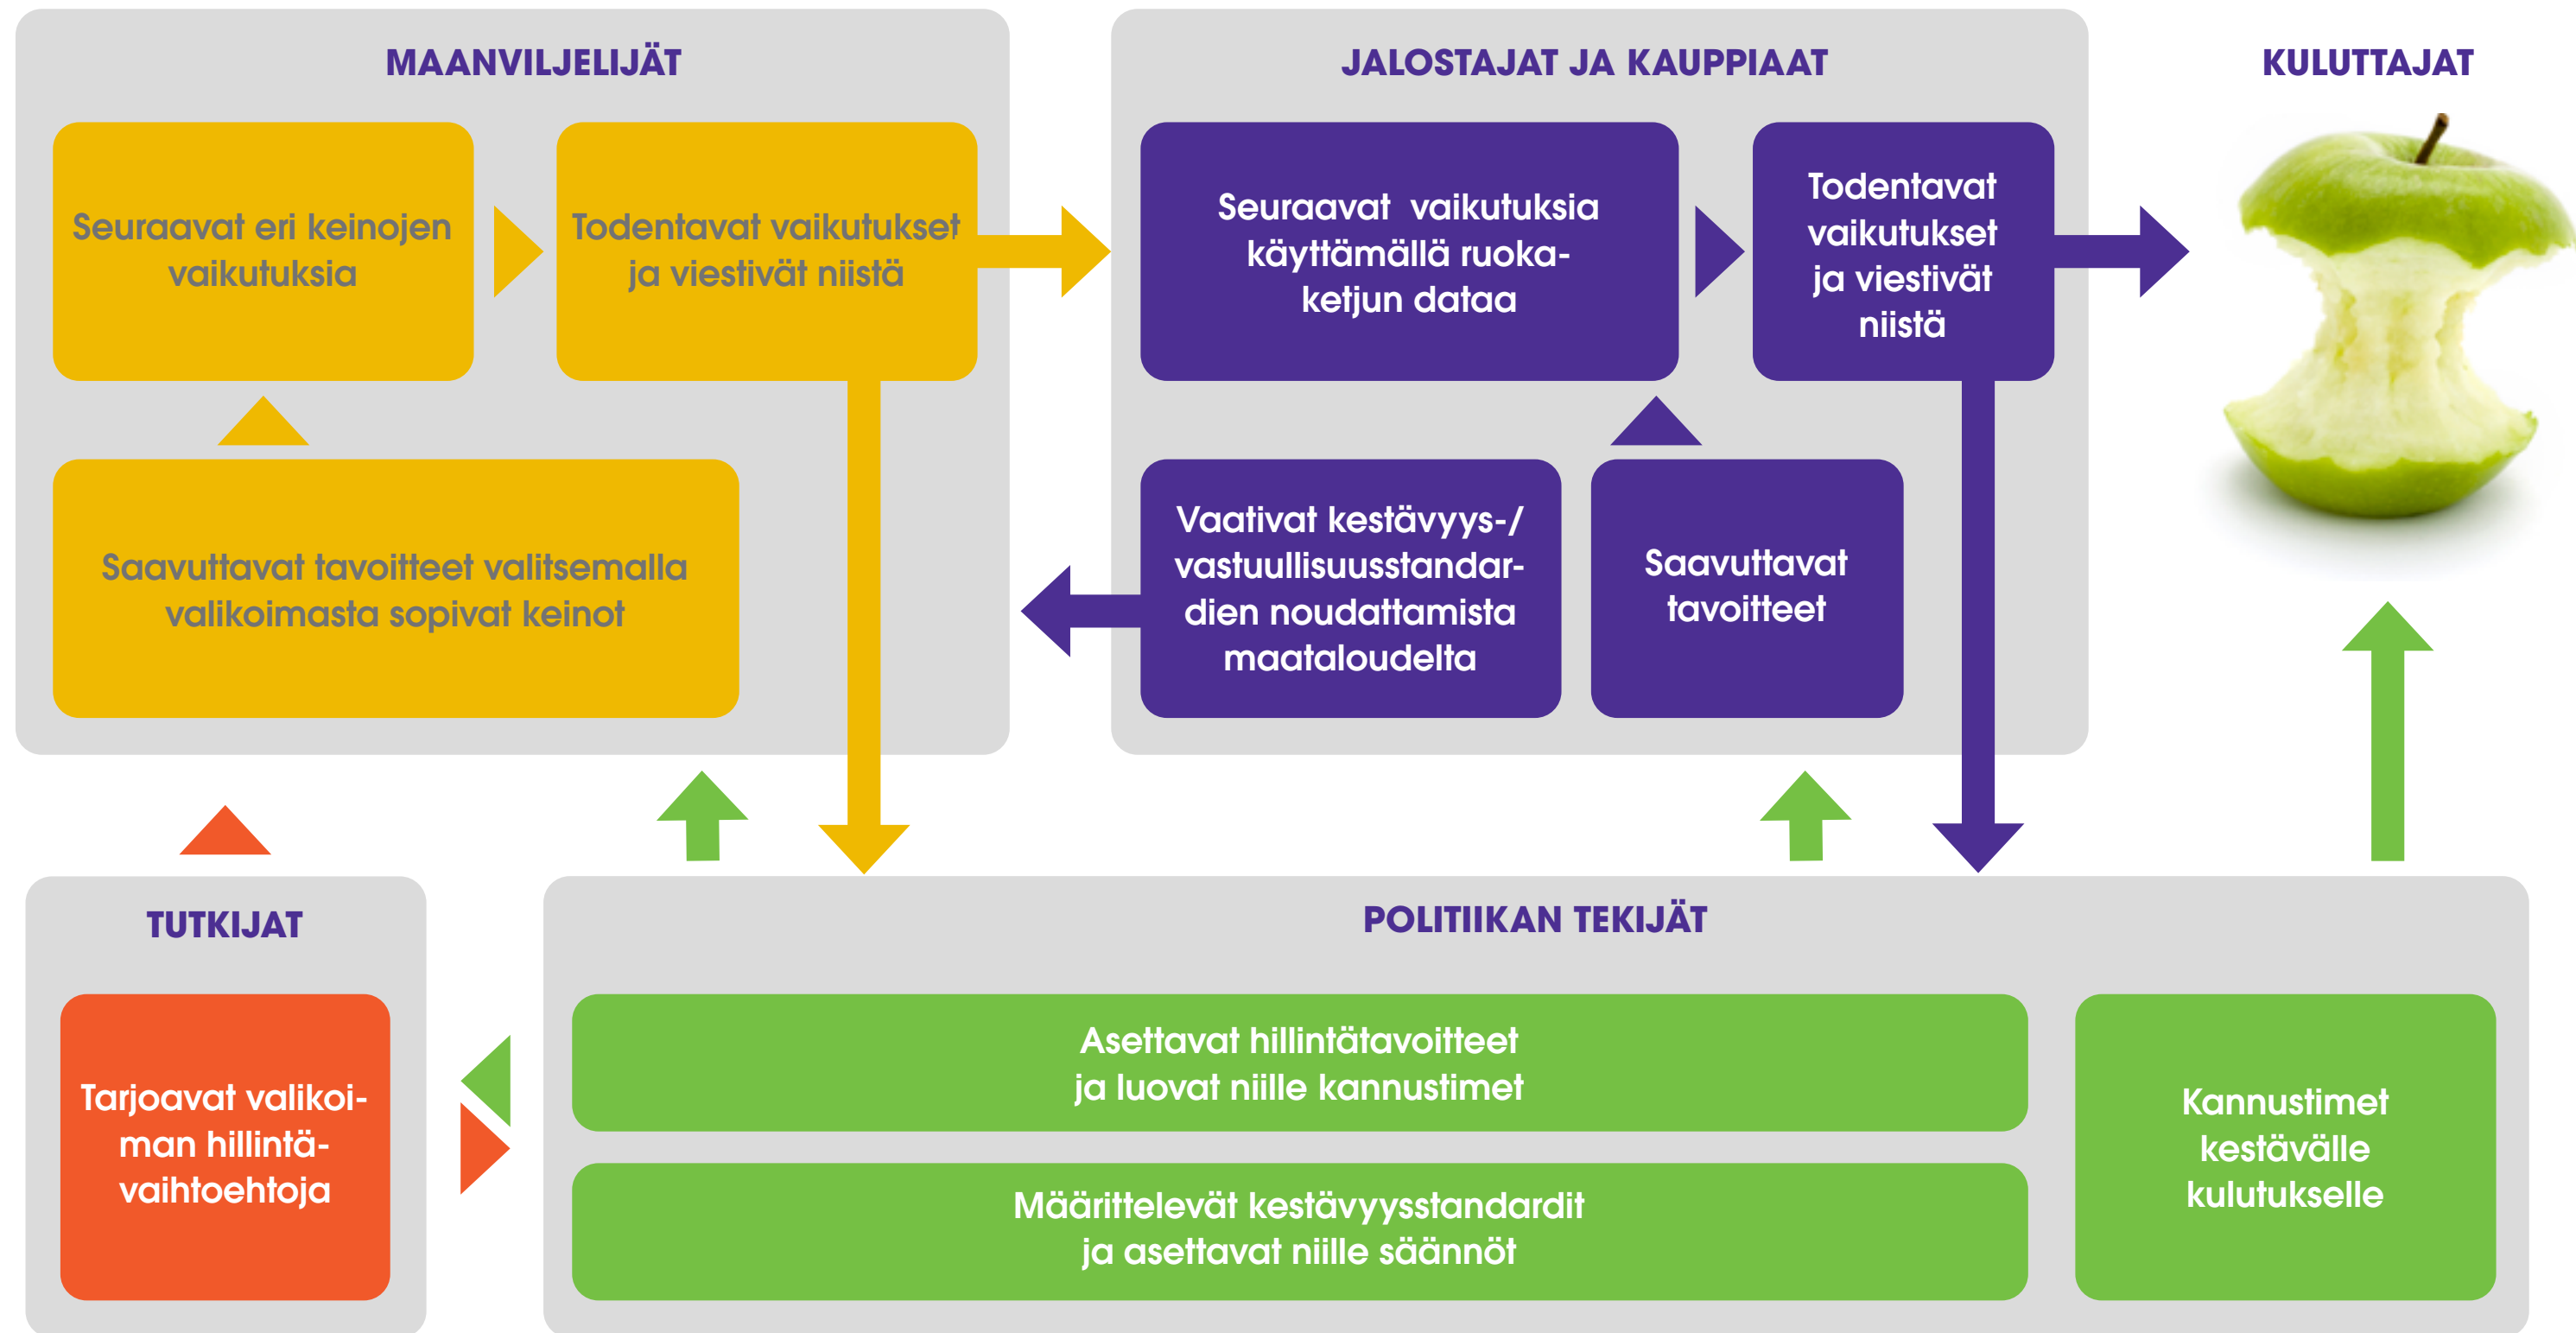 MAANVILJELIJÄT
Seuraavat eri keinojen
vaikutuksia
Todentavat vaikutukset
ja viestivät niistä
Saavuttavat tavoitteet valitsemalla
valikoimasta sopivat keinot
JALOSTAJAT JA KAUPPIAAT
Seuraavat vaikutuksia
käyttämällä ruoka-
ketjun dataa
Todentavat
vaikutukset
ja viestivät
niistä
Vaativat kestävyys-/
vastuullisuusstandar-
dien noudattamista
maataloudelta
Saavuttavat
tavoitteet
KULUTTAJAT
TUTKIJAT
Tarjoavat valikoi-
man hillintä-
vaihtoehtoja
POLITIIKAN TEKIJÄT
Asettavat hillintätavoitteet
ja luovat niille kannustimet
Määrittelevät kestävyysstandardit
ja asettavat niille säännöt
Kannustimet
kestävälle
kulutukselle